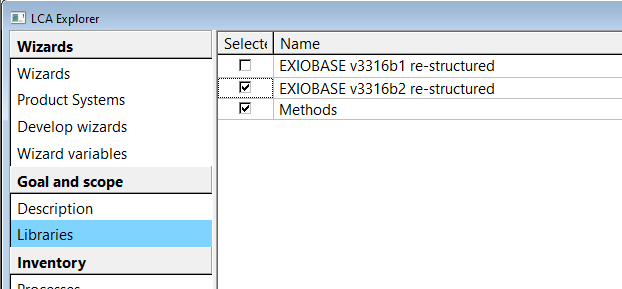 LCA Explorer
Wizards
Wizards
Product Systems
Develop wizards
Wizard variables
Goal and scope
Description
Libraries
Inventory
Processes
Selecte Name
EXIOBASE v3316b1 re-structured
EXIOBASE v3316b2 re-structured
Methods